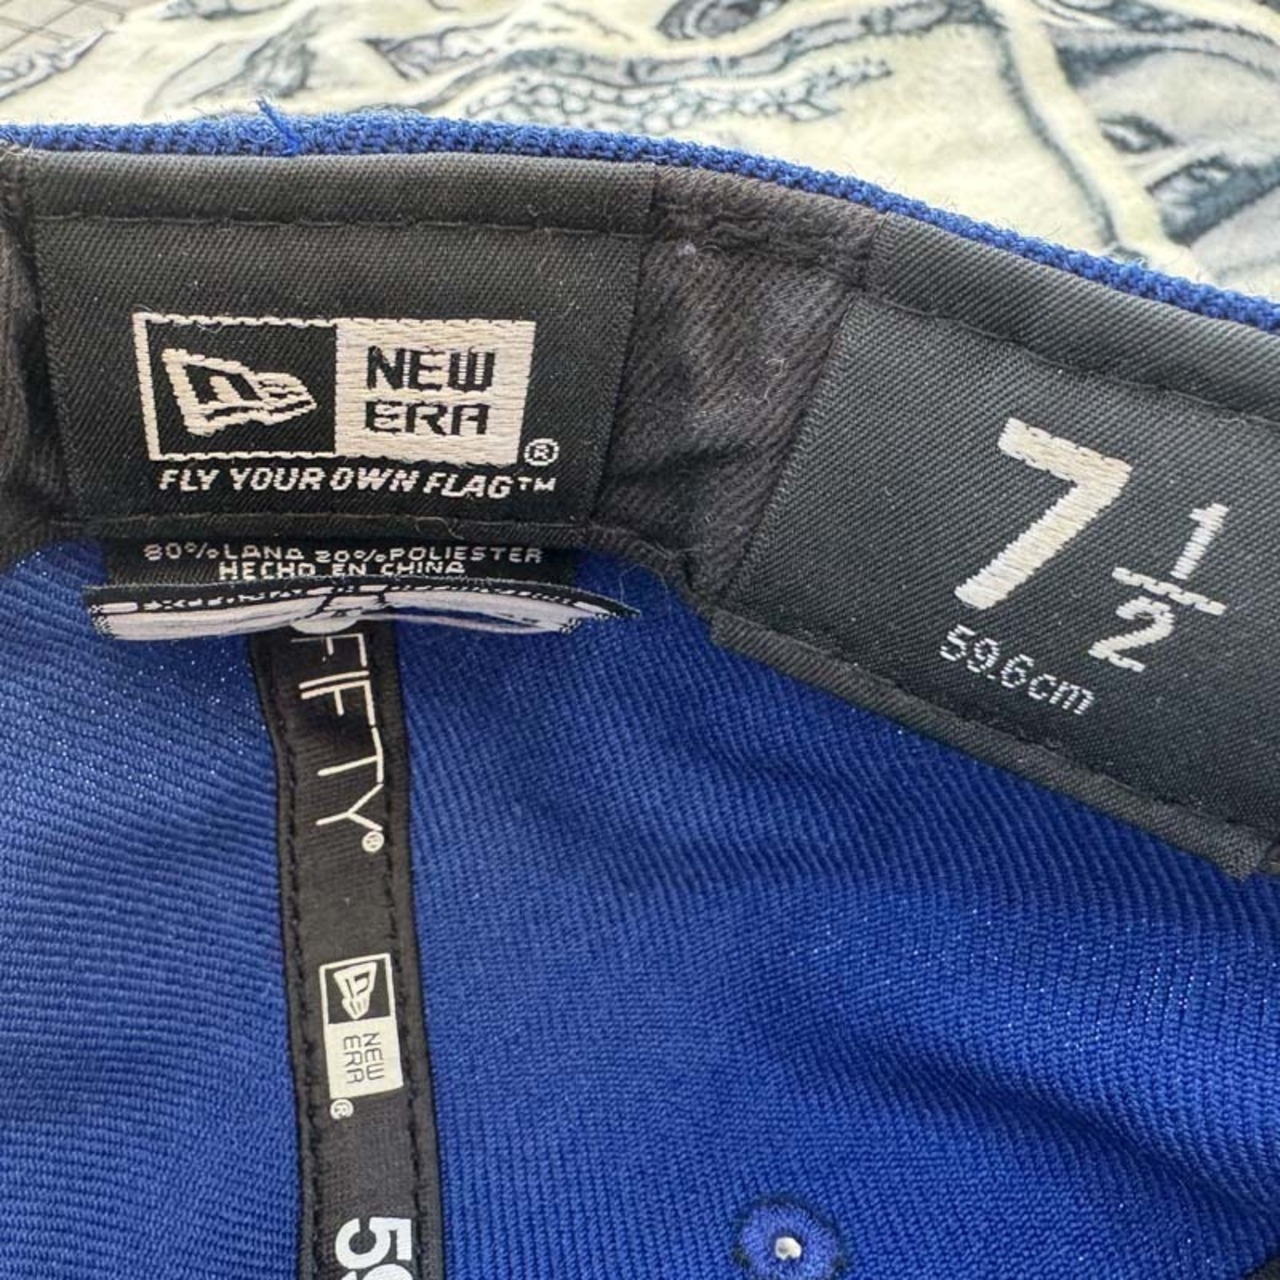 NEW
ERA
®
FLY YOUR OWN FLAG™
80% LANA 20% POLIESTER
HECHO EN CHINA
7 1/2
59.6cm
FIFTY®
NEW
ERA
®
59